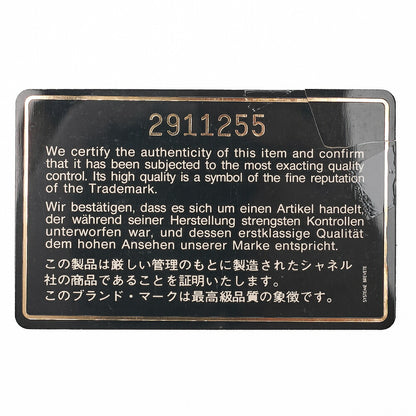 2911255
We certify the authenticity of this item and confirm
that it has been subjected to the most exacting quality
control. Its high quality is a symbol of the fine reputation
of the Trademark.
Wir bestätigen, dass es sich um einen Artikel handelt,
der während seiner Herstellung strengsten Kontrollen
unterworfen war, und dessen erstklassige Qualität
dem hohen Ansehen unserer Marke entspricht.
この製品は厳しい管理のもとに製造されたシャネル
社の商品であることを証明いたします。
このブランド・マークは最高級品質の象徴です。
SYSTEME BREVETE